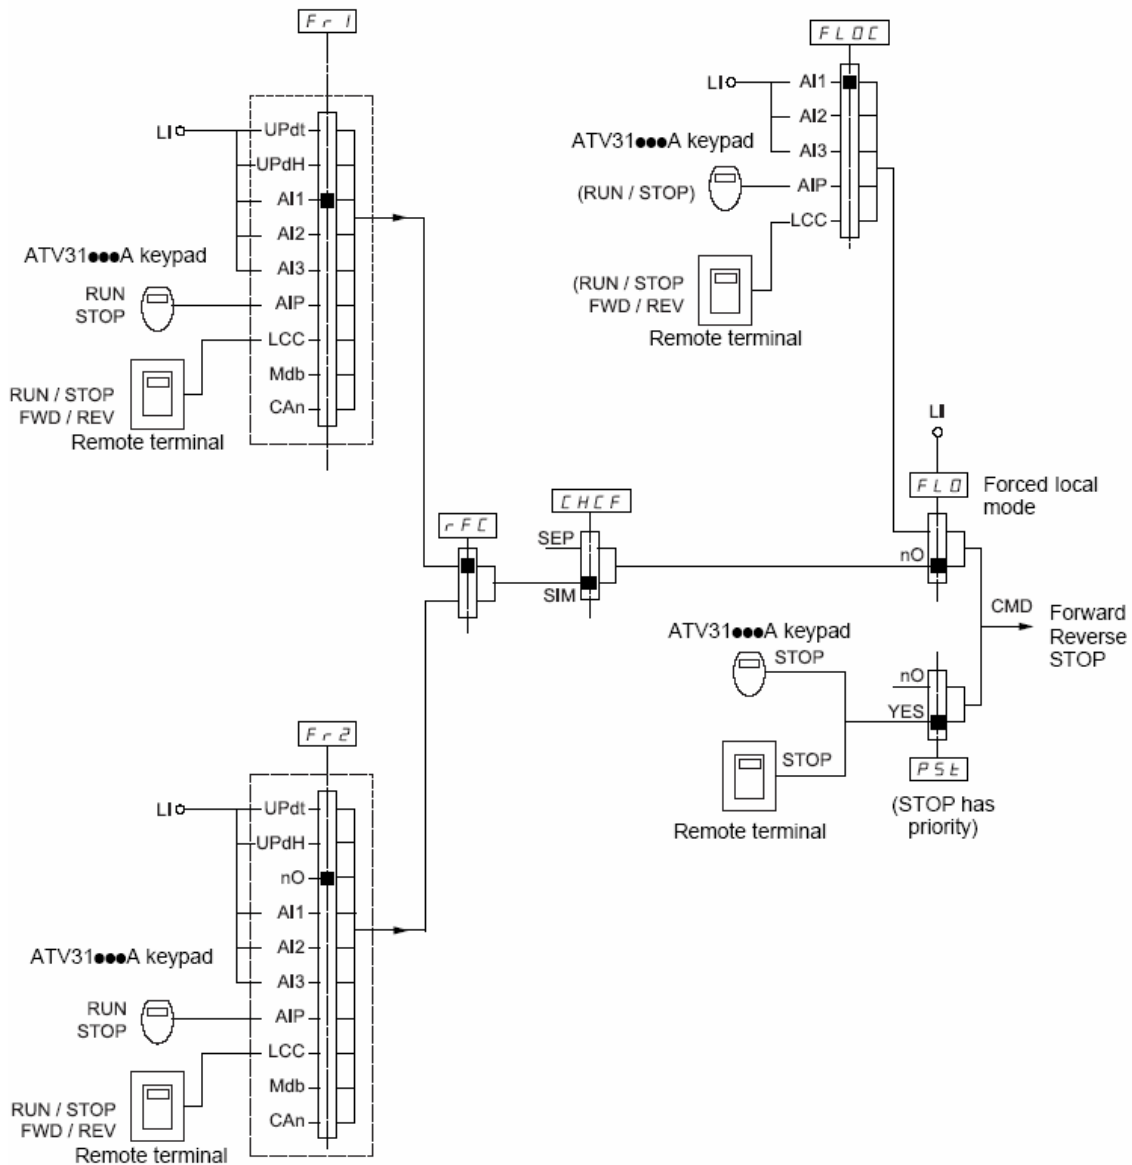 Fr1
LI
UPdt
UPdH
AI1
AI2
AI3
ATV31●●●A keypad
RUN
STOP
AIP
LCC
Mdb
CAn
RUN / STOP
FWD / REV
Remote terminal
FLOC
LI
AI1
AI2
ATV31●●●A keypad
AI3
(RUN / STOP)
AIP
LCC
(RUN / STOP
FWD / REV
Remote terminal
LI
FLO
Forced local
mode
nO
rFC
CHCF
SEP
SIM
CMD
Forward
Reverse
STOP
ATV31●●●A keypad
STOP
nO
YES
STOP
PSt
(STOP has
priority)
Remote terminal
Fr2
LI
UPdt
UPdH
nO
AI1
AI2
ATV31●●●A keypad
AI3
RUN
STOP
AIP
LCC
Mdb
CAn
RUN / STOP
FWD / REV
Remote terminal